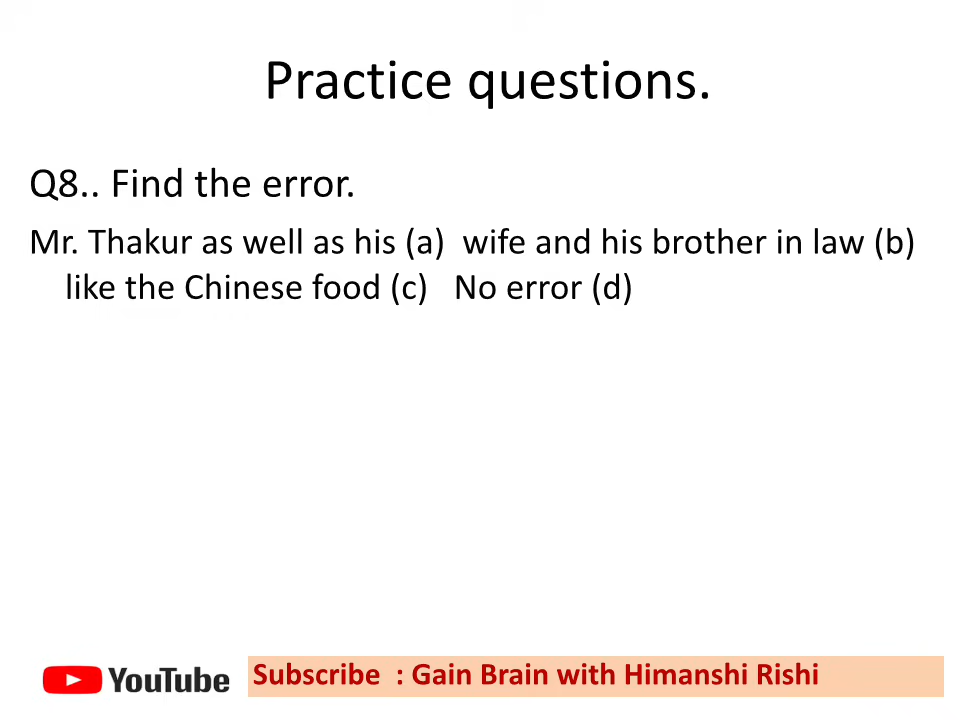 Practice questions.
Q8.. Find the error.
Mr. Thakur as well as his (a)  wife and his brother in law (b)
like the Chinese food (c)   No error (d)
YouTube
Subscribe  : Gain Brain with Himanshi Rishi